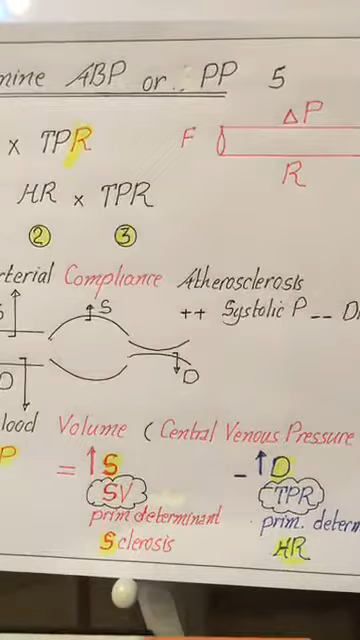 mine ABP or.. PP 5
ΔP
x TPR F
R
HR x TPR
2 3
terial Compliance Atherosclerosis
S S ++ Systolic P -- D
D D
lood Volume (Central Venous Pressure
P = ↑S - ↑D
SV TPR
prim determinant prim. determ
Sclerosis HR